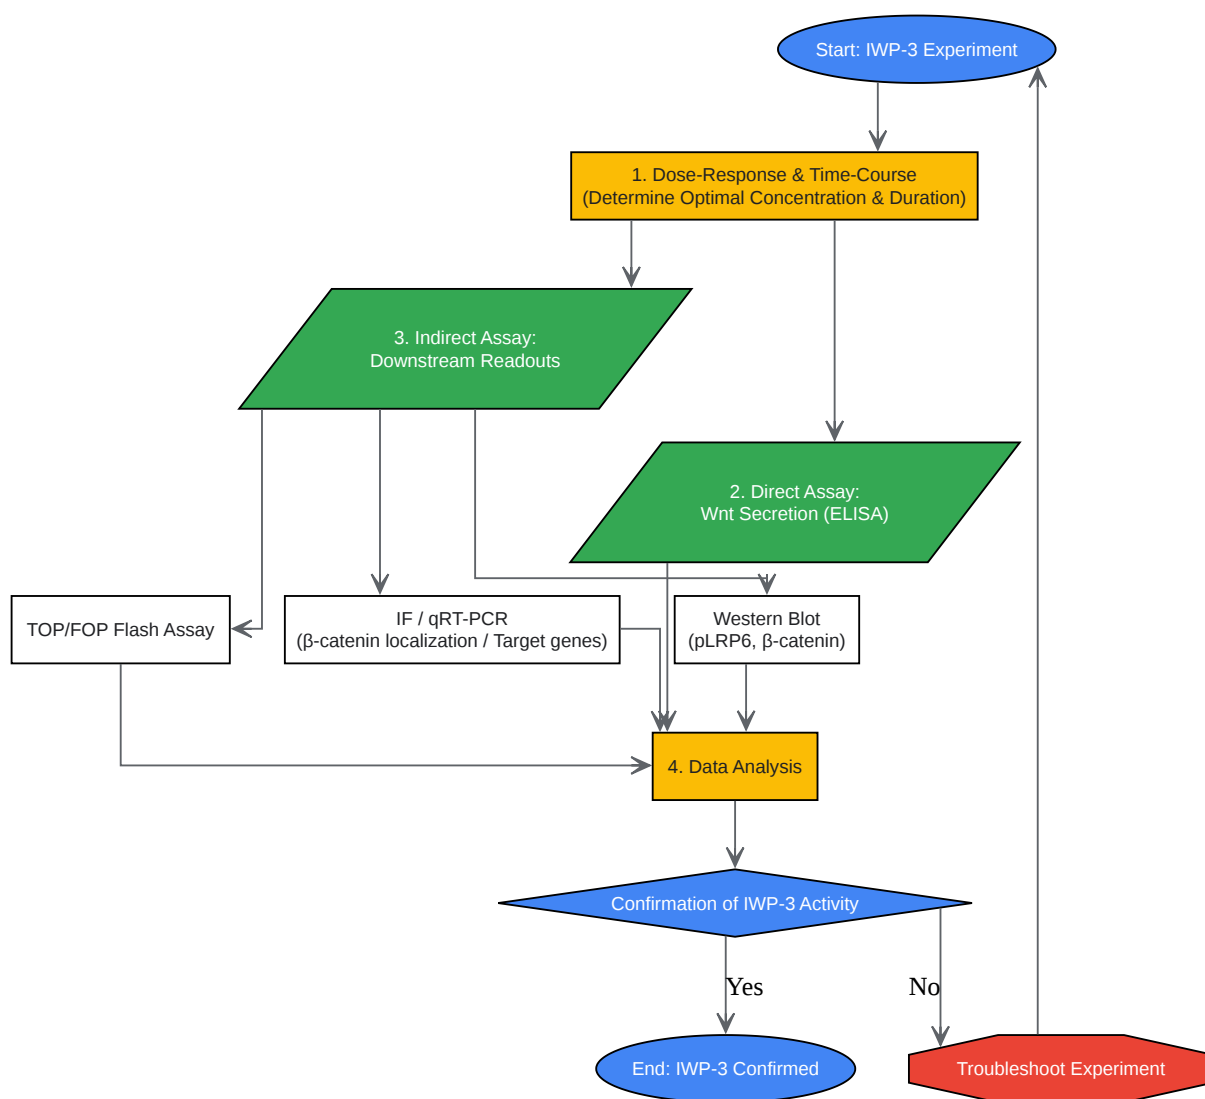 Start: IWP-3 Experiment
1. Dose-Response & Time-Course
(Determine Optimal Concentration & Duration)
3. Indirect Assay:
Downstream Readouts
2. Direct Assay:
Wnt Secretion (ELISA)
TOP/FOP Flash Assay
IF / qRT-PCR
(β-catenin localization / Target genes)
Western Blot
(pLRP6, β-catenin)
4. Data Analysis
Confirmation of IWP-3 Activity
Yes
No
End: IWP-3 Confirmed
Troubleshoot Experiment